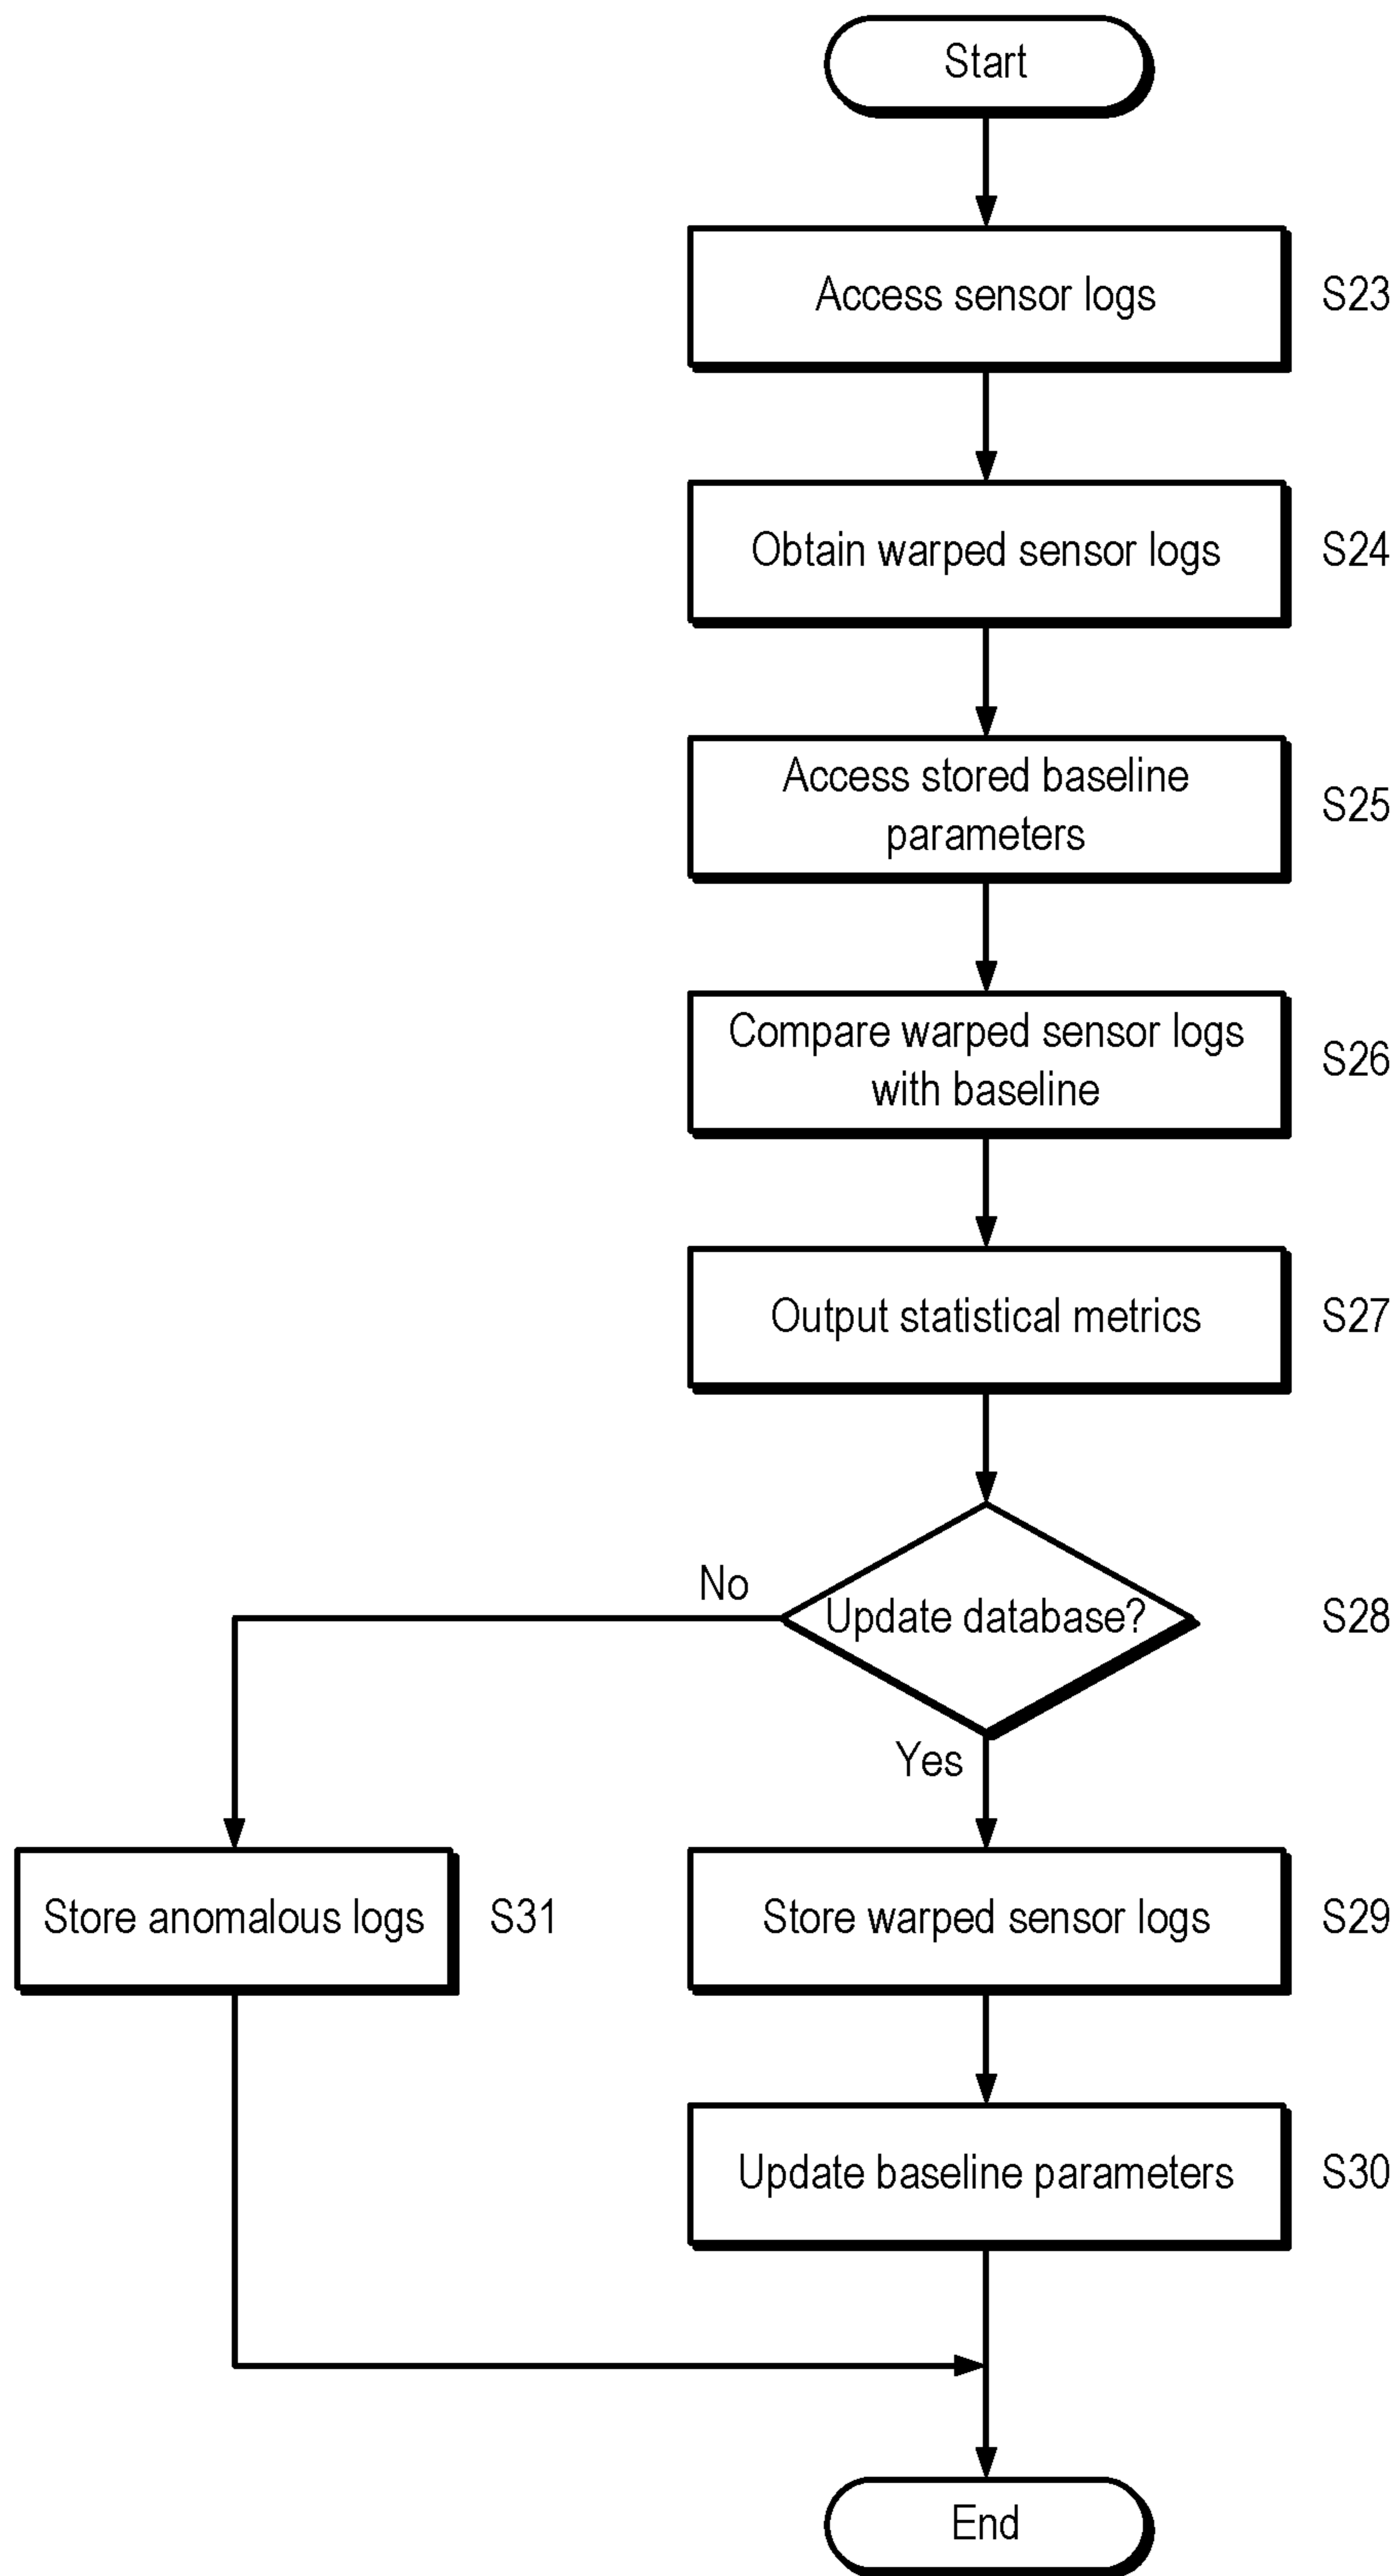 Start
Access sensor logs
S23
Obtain warped sensor logs
S24
Access stored baseline
parameters
S25
Compare warped sensor logs
with baseline
S26
Output statistical metrics
S27
No
Update database?
S28
Yes
Store anomalous logs
S31
Store warped sensor logs
S29
Update baseline parameters
S30
End